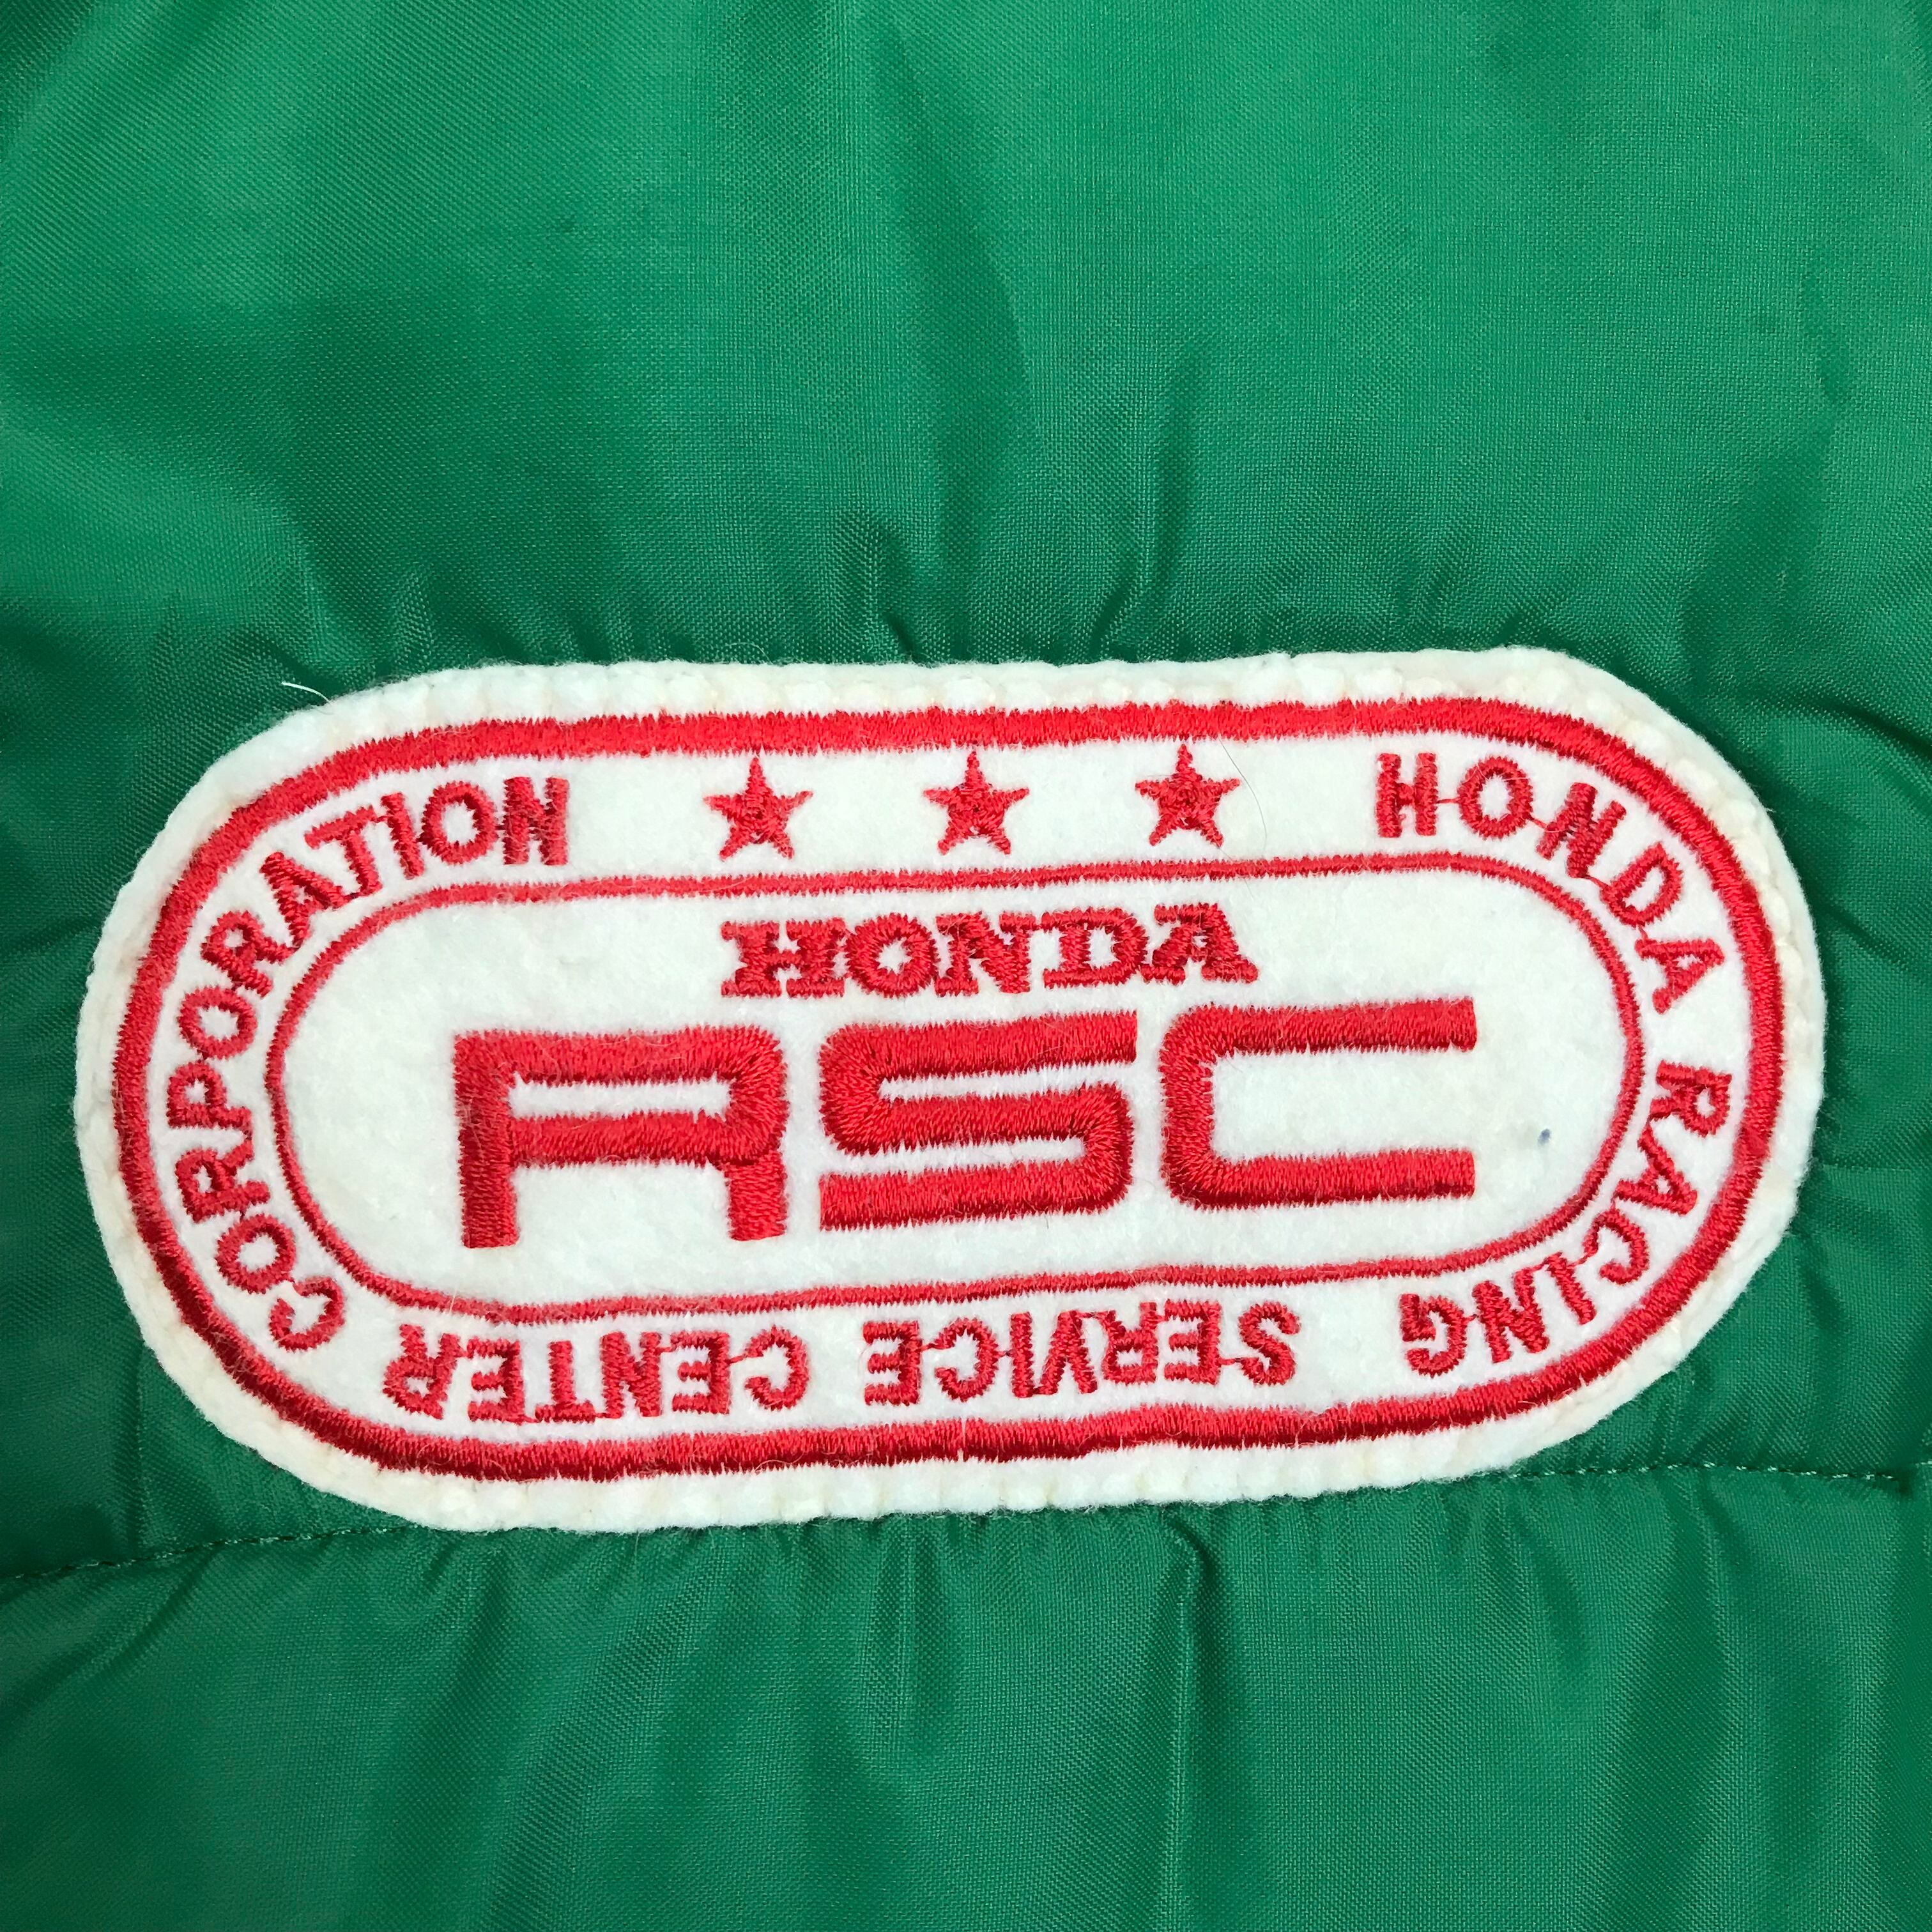 HONDA RACING SERVICE CENTER CORPORATION
HONDA
RSC